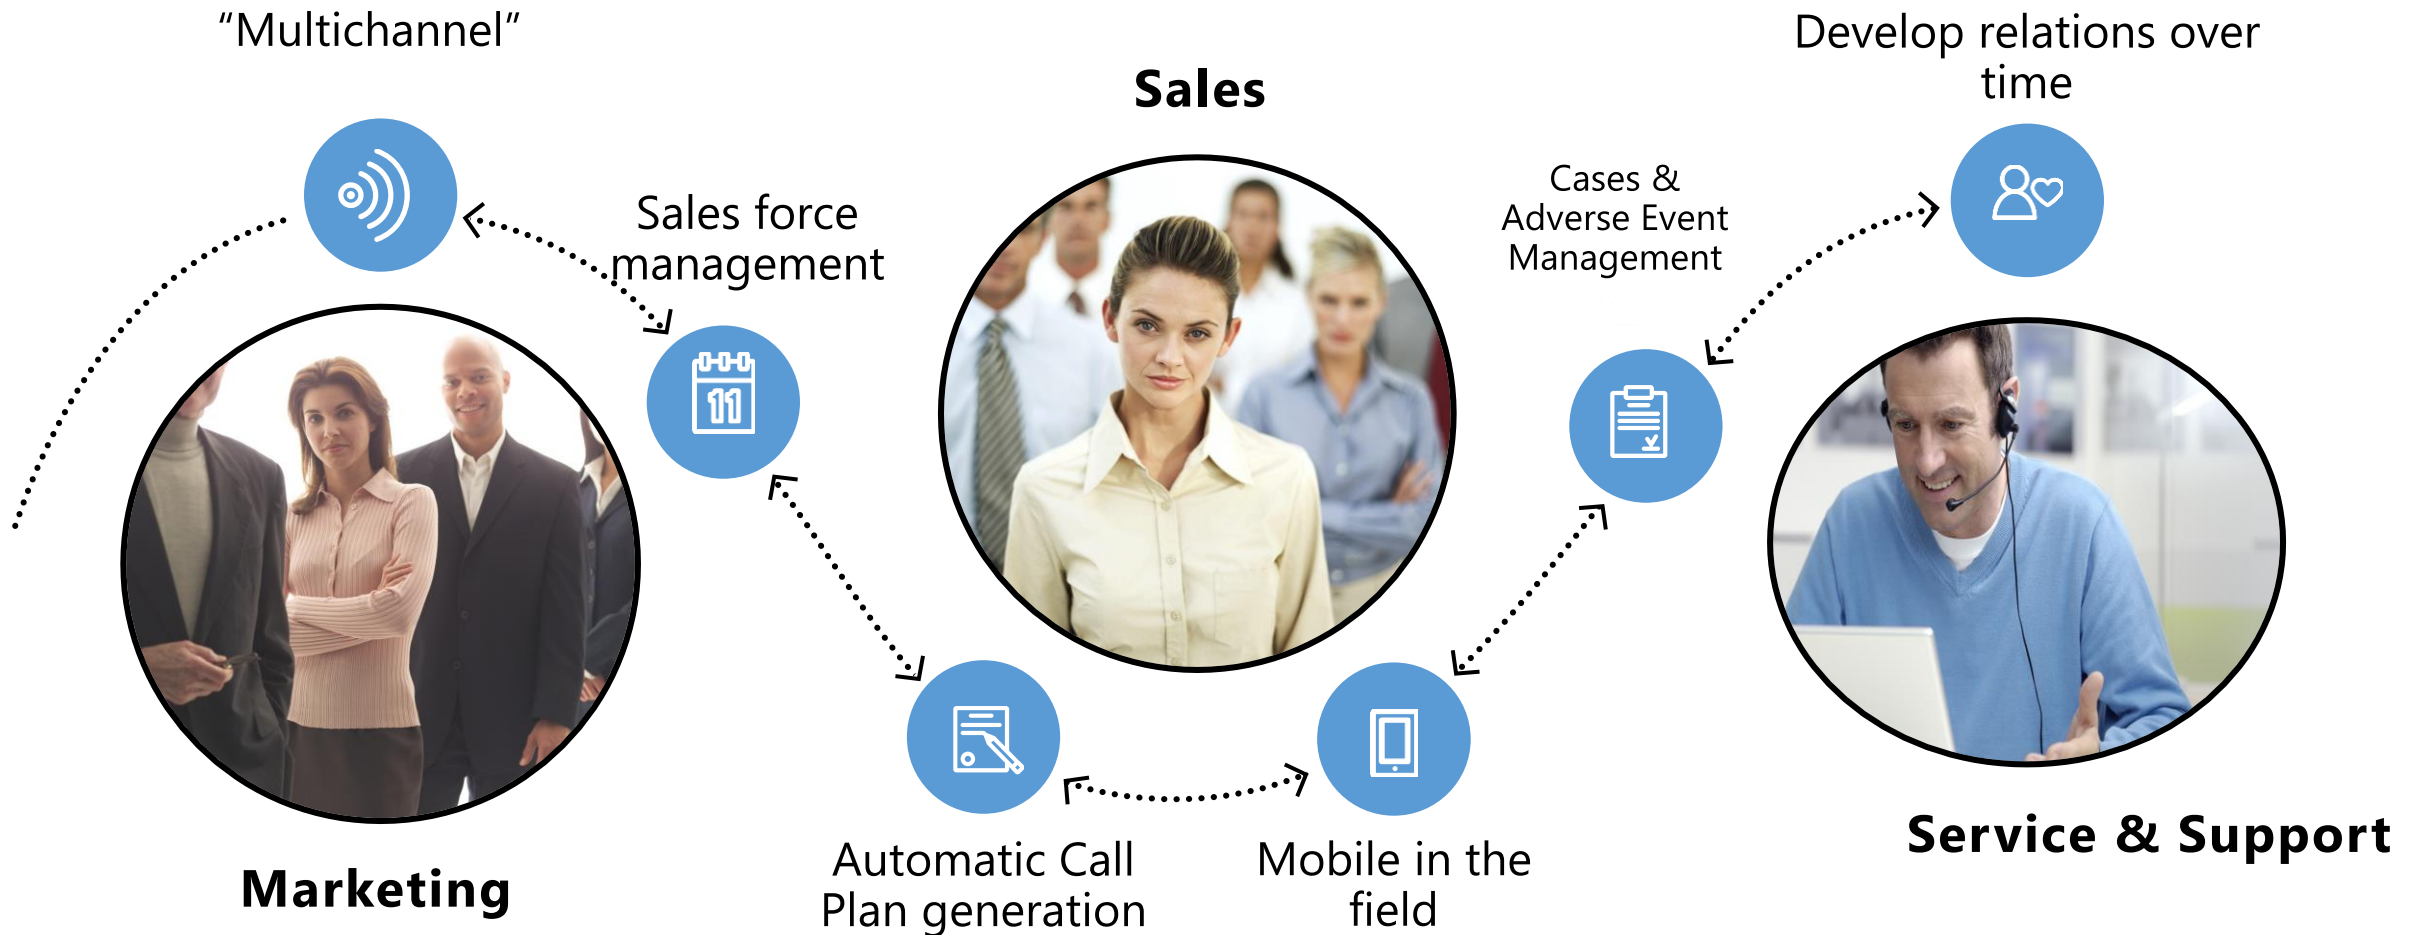 “Multichannel”
Sales force
management
11
Marketing
Sales
Automatic Call
Plan generation
Mobile in the
field
Cases &
Adverse Event
Management
Develop relations over
time
Service & Support